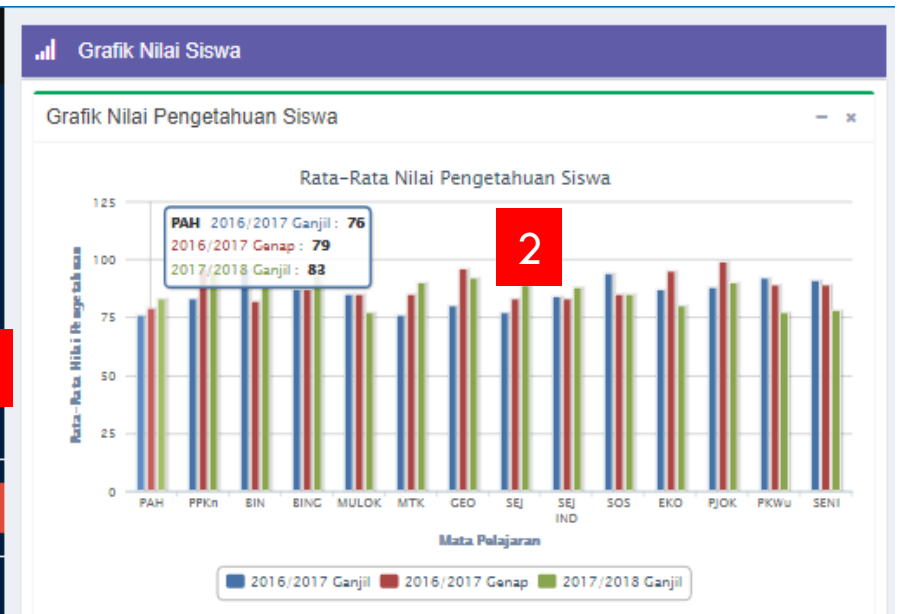 Grafik Nilai Siswa
Grafik Nilai Pengetahuan Siswa
Rata-Rata Nilai Pengetahuan Siswa
125
100
75
50
25
0
Rata-Rata Nilai Pengetahuan
PAH 2016/2017 Ganjil : 76
2016/2017 Genap : 79
2017/2018 Ganjil : 83
2
PAH PPKn BIN BING MULOK MTK GEO SEJ SEJ IND SOS EKO PJOK PKWu SENI
Mata Pelajaran
2016/2017 Ganjil 2016/2017 Genap 2017/2018 Ganjil